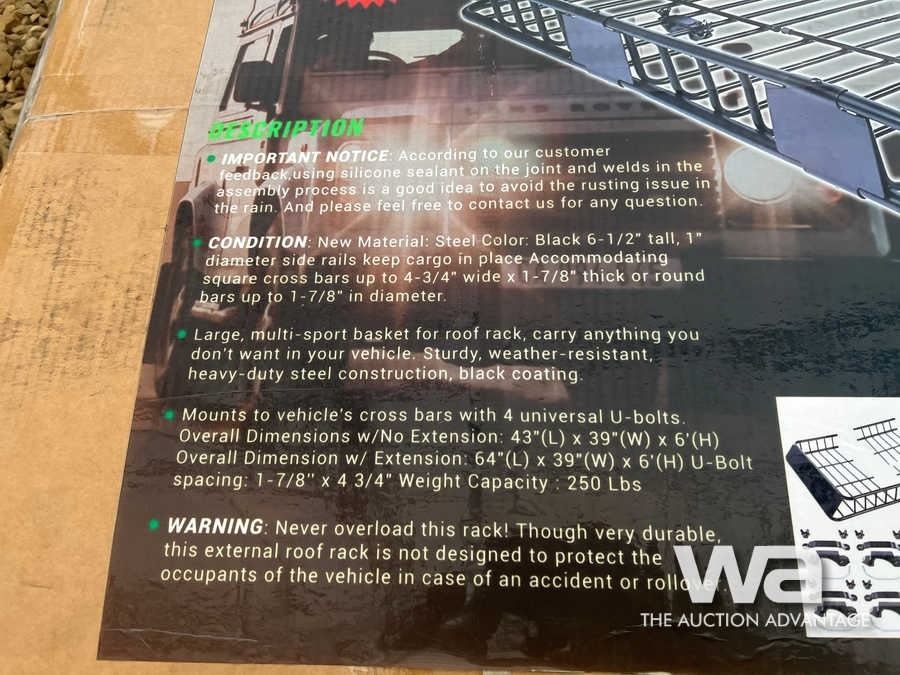 DESCRIPTION
• IMPORTANT NOTICE: According to our customer
feedback,using silicone sealant on the joint and welds in the
assembly process is a good idea to avoid the rusting issue in
the rain. And please feel free to contact us for any question.
• CONDITION: New Material: Steel Color: Black 6-1/2" tall, 1"
diameter side rails keep cargo in place Accommodating
square cross bars up to 4-3/4" wide x 1-7/8" thick or round
bars up to 1-7/8" in diameter.
• Large, multi-sport basket for roof rack, carry anything you
don't want in your vehicle. Sturdy, weather-resistant,
heavy-duty steel construction, black coating.
• Mounts to vehicle's cross bars with 4 universal U-bolts.
Overall Dimensions w/No Extension: 43"(L) x 39"(W) x 6'(H)
Overall Dimension w/ Extension: 64"(L) x 39"(W) x 6'(H) U-Bolt
spacing: 1-7/8'' x 4 3/4" Weight Capacity : 250 Lbs
• WARNING: Never overload this rack! Though very durable,
this external roof rack is not designed to protect the
occupants of the vehicle in case of an accident or rollover.
wa
THE AUCTION ADVANTAGE